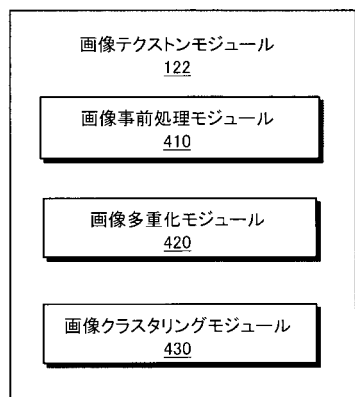 画像テクストンモジュール
122
画像事前処理モジュール
410
画像多重化モジュール
420
画像クラスタリングモジュール
430